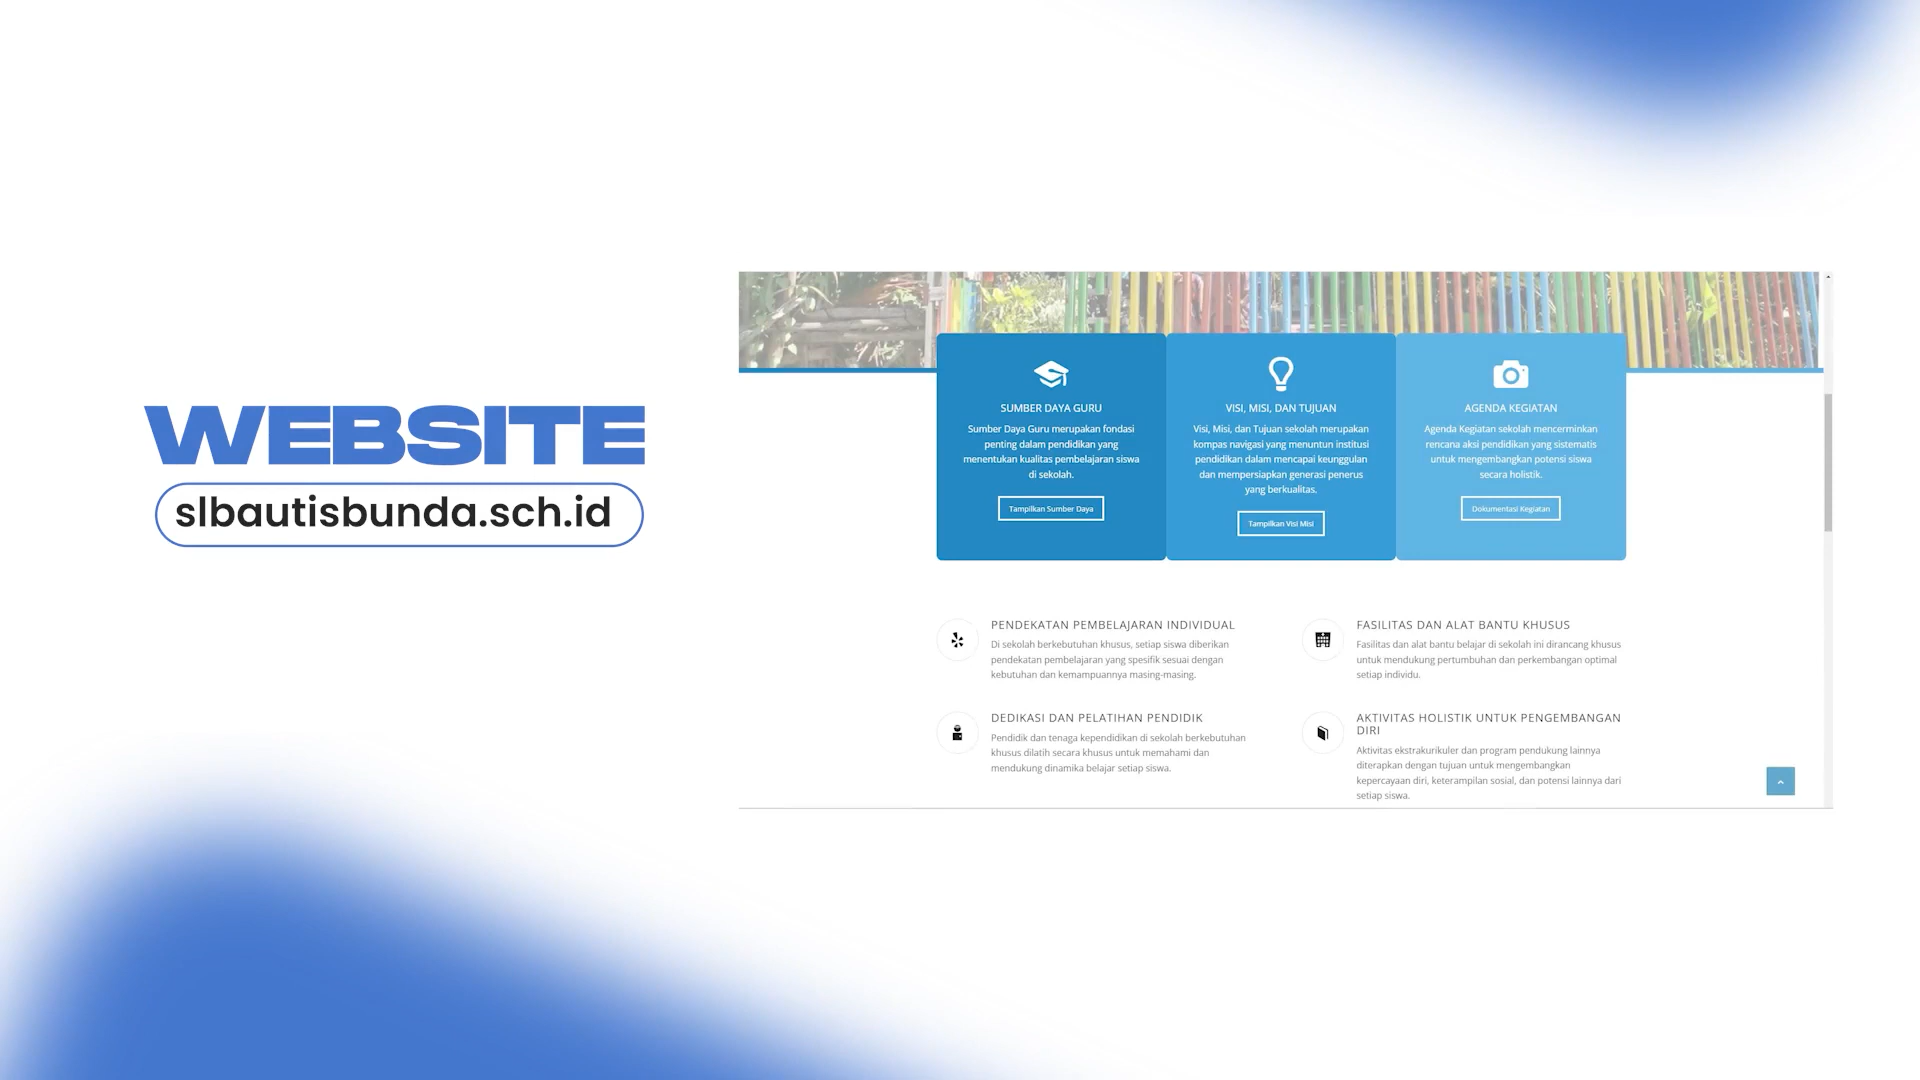 WEBSITE
slbautisbunda.sch.id
SUMBER DAYA GURU
Sumber Daya Guru merupakan fondasi
penting dalam pendidikan yang
menentukan kualitas pembelajaran siswa
di sekolah.
Tampilkan Sumber Daya
VISI, MISI, DAN TUJUAN
Visi, Misi, dan Tujuan sekolah merupakan
kompas navigasi yang menuntun institusi
pendidikan dalam mencapai keunggulan
dan mempersiapkan generasi penerus
yang berkualitas.
Tampilkan Visi Misi
AGENDA KEGIATAN
Agenda Kegiatan sekolah mencerminkan
rencana aksi pendidikan yang sistematis
untuk mengembangkan potensi siswa
secara holistik.
Dokumentasi Kegiatan
PENDEKATAN PEMBELAJARAN INDIVIDUAL
Di sekolah berkebutuhan khusus, setiap siswa diberikan
pendekatan pembelajaran yang spesifik sesuai dengan
kebutuhan dan kemampuannya masing-masing.
FASILITAS DAN ALAT BANTU KHUSUS
Fasilitas dan alat bantu belajar di sekolah ini dirancang khusus
untuk mendukung pertumbuhan dan perkembangan optimal
setiap individu.
DEDIKASI DAN PELATIHAN PENDIDIK
Pendidik dan tenaga kependidikan di sekolah berkebutuhan
khusus dilatih secara khusus untuk memahami dan
mendukung dinamika belajar setiap siswa.
AKTIVITAS HOLISTIK UNTUK PENGEMBANGAN
DIRI
Aktivitas ekstrakurikuler dan program pendukung lainnya
diterapkan dengan tujuan untuk mengembangkan
kepercayaan diri, keterampilan sosial, dan potensi lainnya dari
setiap siswa.